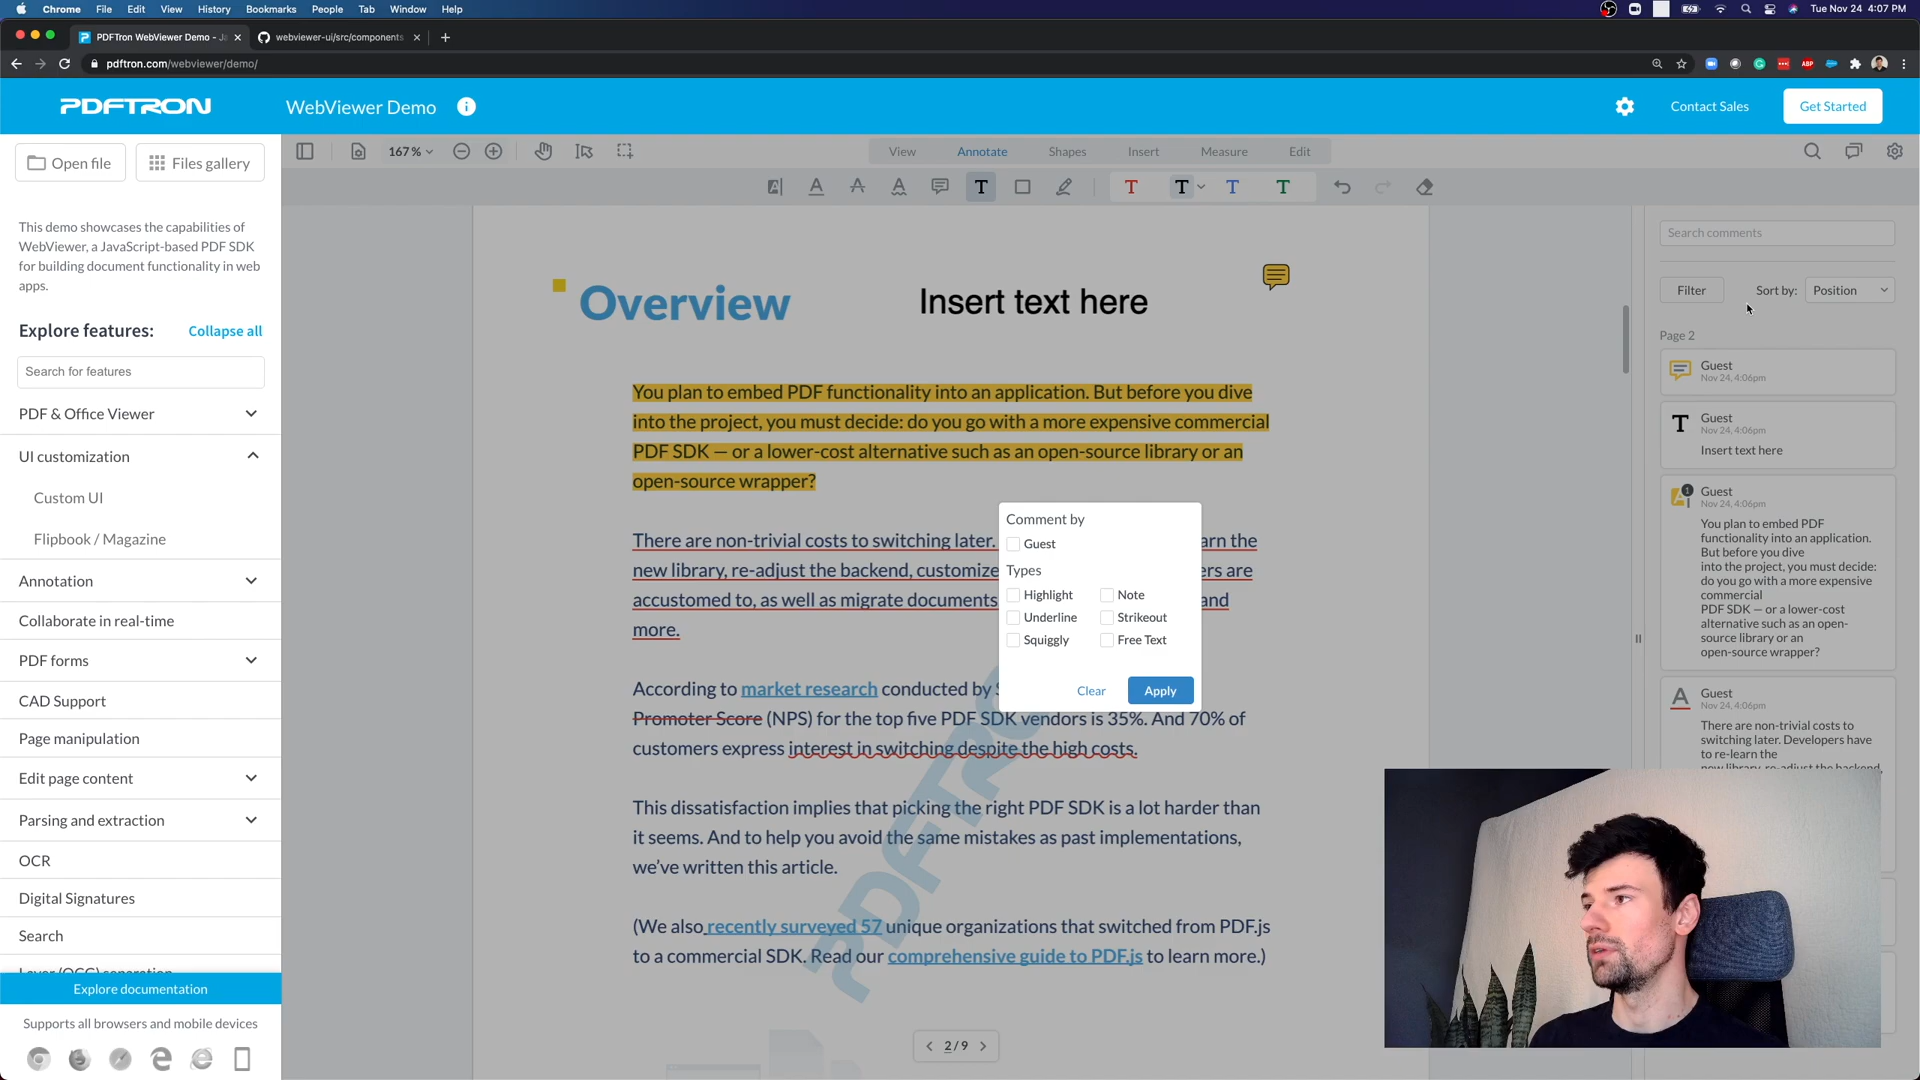 Chrome File Edit View History Bookmarks People Tab Window Help
Tue Nov 24 4:07 PM
PDFTron WebViewer Demo - Ja
webviewer-ui/src/components
pdftron.com/webviewer/demo/
ABP
PDFTRON
WebViewer Demo
Contact Sales
Get Started
Open file
Files gallery
167%
View Annotate Shapes Insert Measure Edit
This demo showcases the capabilities of
WebViewer, a JavaScript-based PDF SDK
for building document functionality in web
apps.
Explore features:
Collapse all
Search for features
PDF & Office Viewer
UI customization
Custom UI
Flipbook / Magazine
Annotation
Collaborate in real-time
PDF forms
CAD Support
Page manipulation
Edit page content
Parsing and extraction
OCR
Digital Signatures
Search
Layer (OCG) separation
Explore documentation
Supports all browsers and mobile devices
Overview
Insert text here
You plan to embed PDF functionality into an application. But before you dive
into the project, you must decide: do you go with a more expensive commercial
PDF SDK — or a lower-cost alternative such as an open-source library or an
open-source wrapper?
There are non-trivial costs to switching later. arn the
new library, re-adjust the backend, customize ers are
accustomed to, as well as migrate documents and
more.
According to market research conducted by S
Promoter Score (NPS) for the top five PDF SDK vendors is 35%. And 70% of
customers express interest in switching despite the high costs.
This dissatisfaction implies that picking the right PDF SDK is a lot harder than
it seems. And to help you avoid the same mistakes as past implementations,
we've written this article.
(We also recently surveyed 57 unique organizations that switched from PDF.js
to a commercial SDK. Read our comprehensive guide to PDF.js to learn more.)
PDFTRO
2/9
Comment by
Guest
Types
Highlight Note
Underline Strikeout
Squiggly Free Text
Clear Apply
Search comments
Filter
Sort by: Position
Page 2
Guest
Nov 24, 4:06pm
Guest
Nov 24, 4:06pm
Insert text here
1
Guest
Nov 24, 4:06pm
You plan to embed PDF
functionality into an application.
But before you dive
into the project, you must decide:
do you go with a more expensive
commercial
PDF SDK — or a lower-cost
alternative such as an open-
source library or an
open-source wrapper?
Guest
Nov 24, 4:06pm
There are non-trivial costs to
switching later. Developers have
to re-learn the
new library, re-adjust the backend,